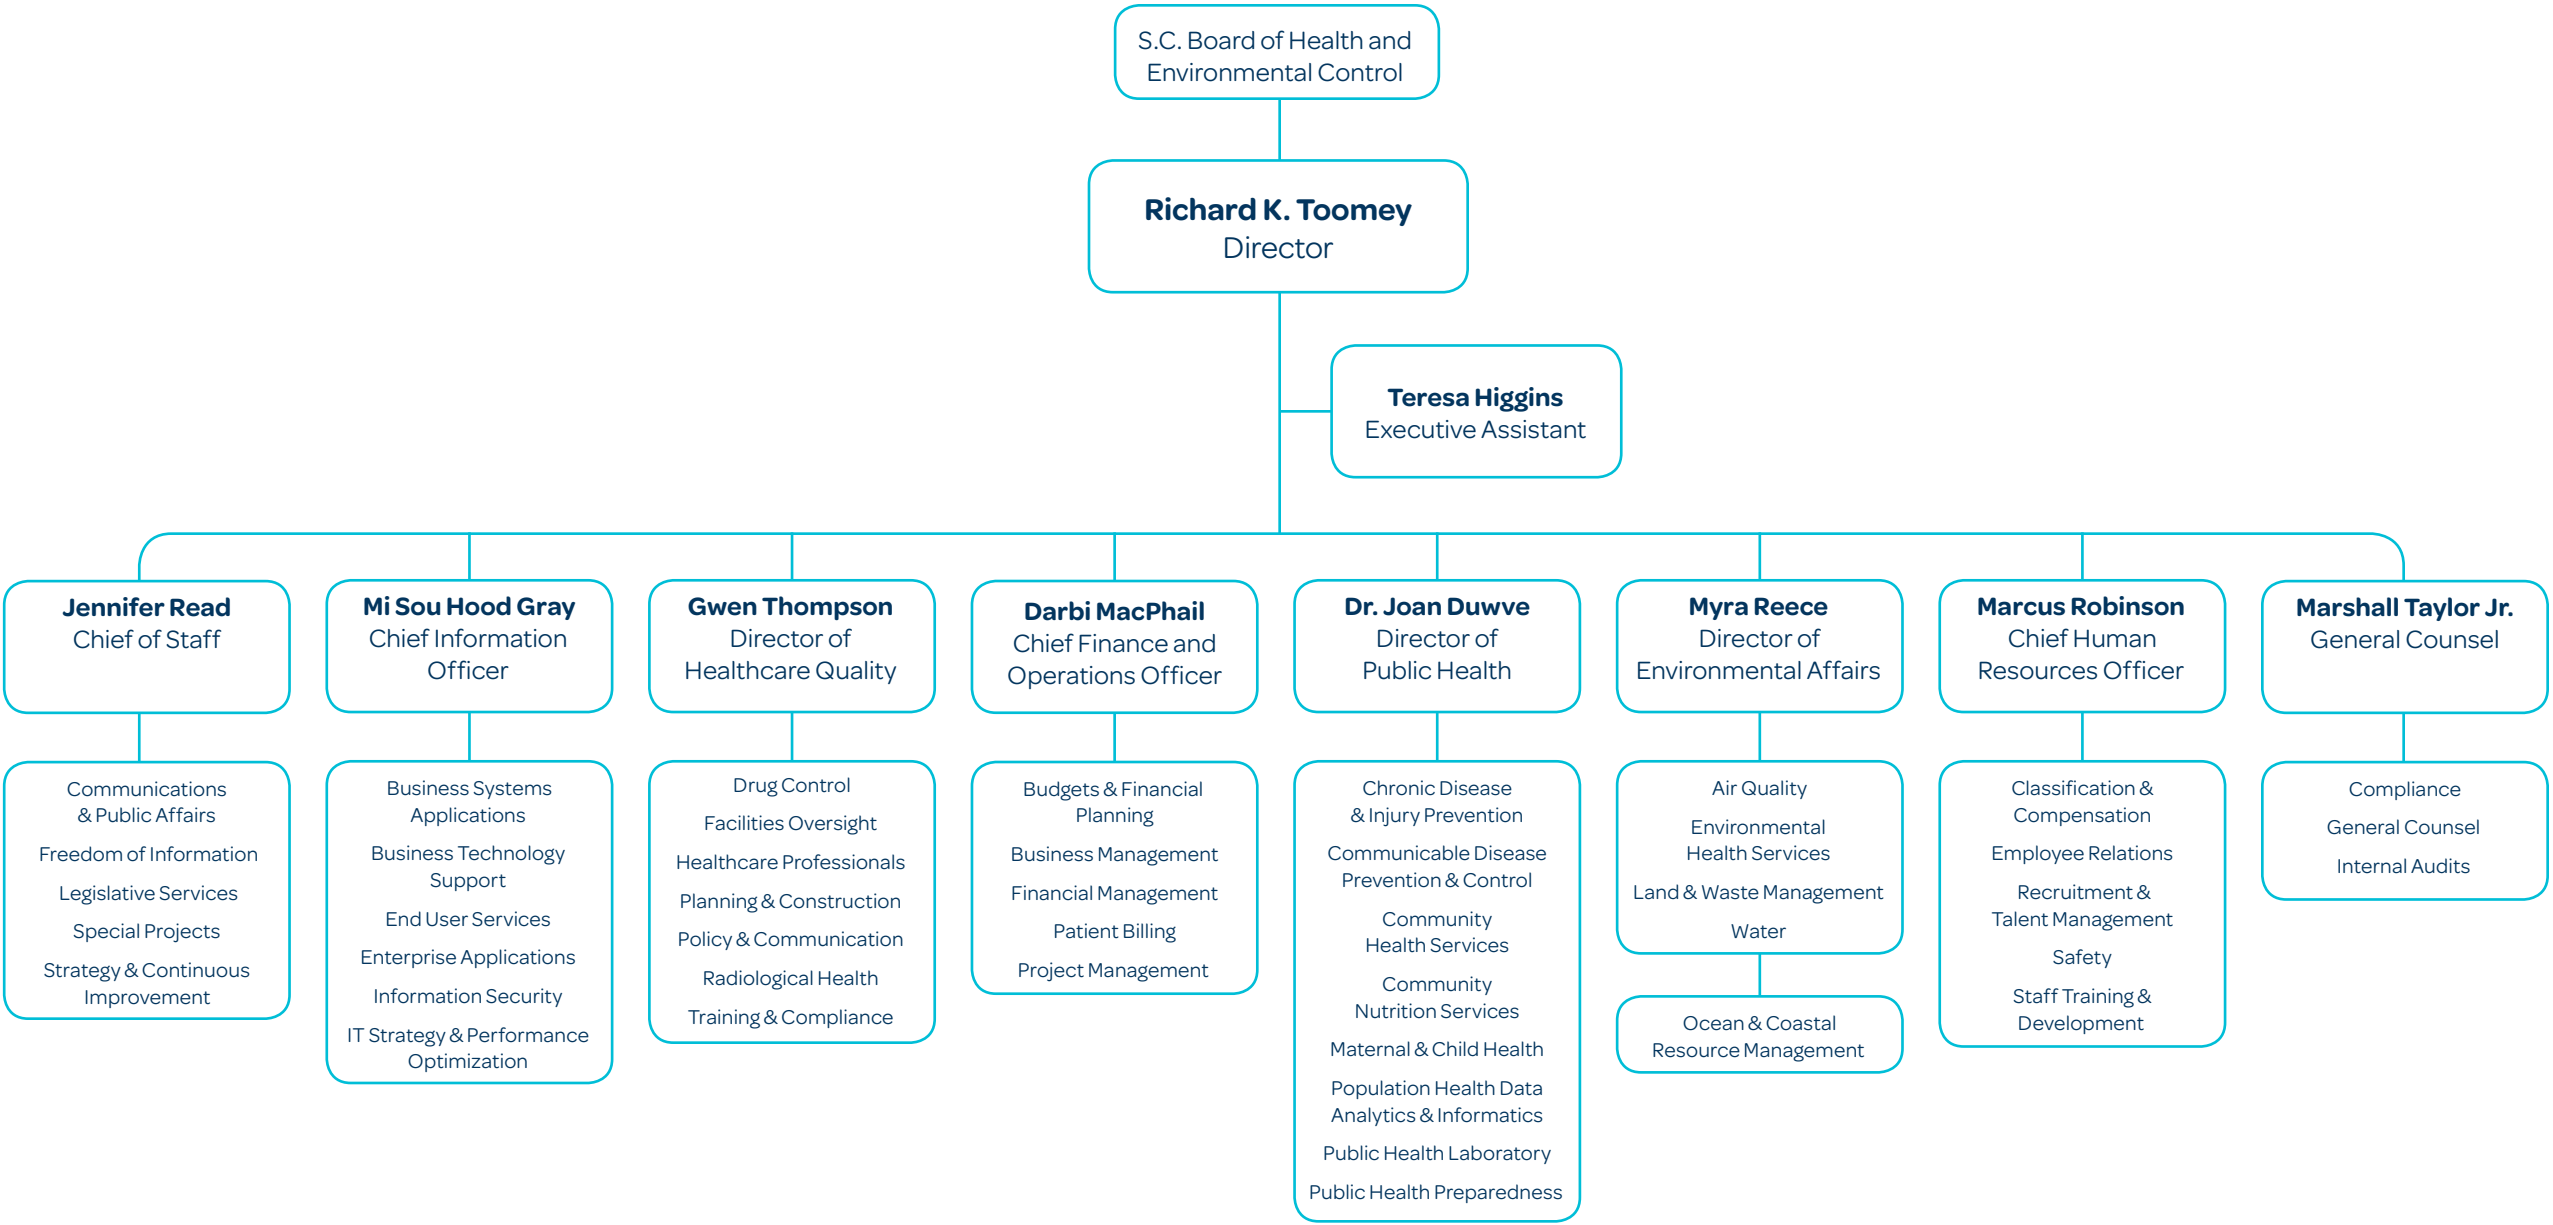 S.C. Board of Health and
Environmental Control
Richard K. Toomey
Director
Teresa Higgins
Executive Assistant
Jennifer Read
Chief of Staff
Communications
& Public Affairs
Freedom of Information
Legislative Services
Special Projects
Strategy & Continuous
Improvement
Mi Sou Hood Gray
Chief Information
Officer
Business Systems
Applications
Business Technology
Support
End User Services
Enterprise Applications
Information Security
IT Strategy & Performance
Optimization
Gwen Thompson
Director of
Healthcare Quality
Drug Control
Facilities Oversight
Healthcare Professionals
Planning & Construction
Policy & Communication
Radiological Health
Training & Compliance
Darbi MacPhail
Chief Finance and
Operations Officer
Budgets & Financial
Planning
Business Management
Financial Management
Patient Billing
Project Management
Dr. Joan Duwve
Director of
Public Health
Chronic Disease
& Injury Prevention
Communicable Disease
Prevention & Control
Community
Health Services
Community
Nutrition Services
Maternal & Child Health
Population Health Data
Analytics & Informatics
Public Health Laboratory
Public Health Preparedness
Myra Reece
Director of
Environmental Affairs
Air Quality
Environmental
Health Services
Land & Waste Management
Water
Ocean & Coastal
Resource Management
Marcus Robinson
Chief Human
Resources Officer
Classification &
Compensation
Employee Relations
Recruitment &
Talent Management
Safety
Staff Training &
Development
Marshall Taylor Jr.
General Counsel
Compliance
General Counsel
Internal Audits